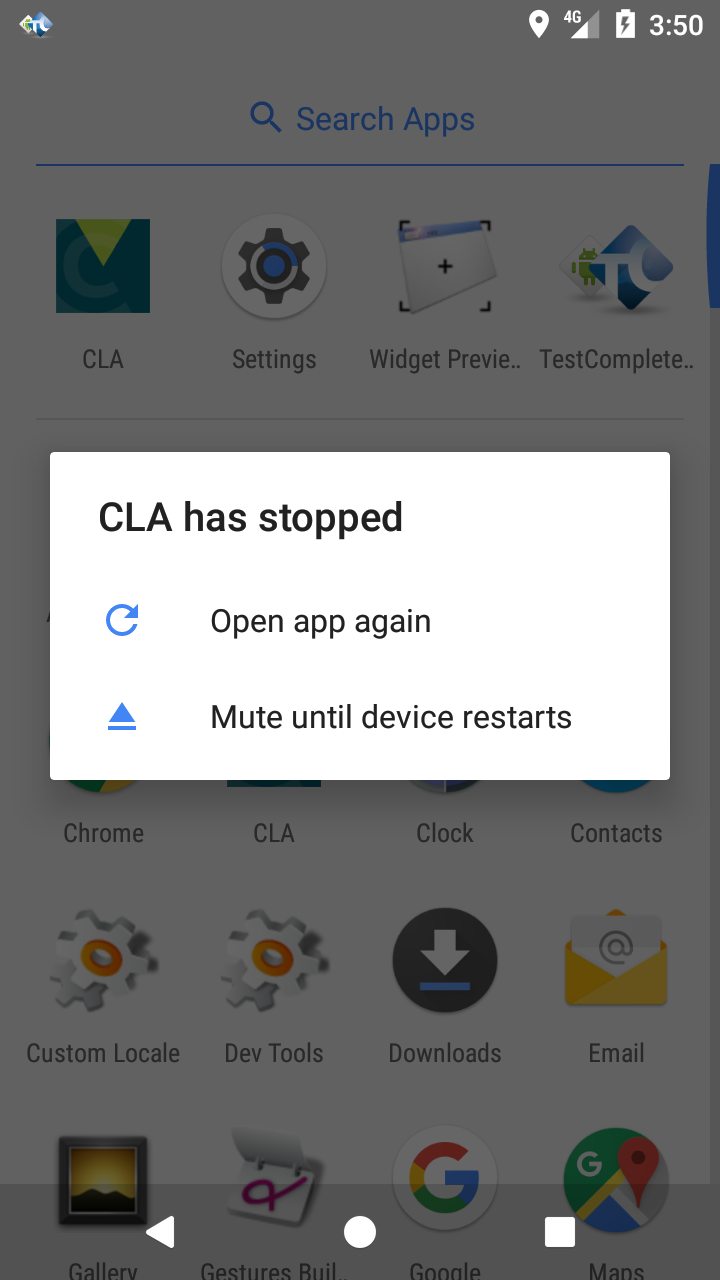 4G 3:50
Search Apps
CLA Settings Widget Previe.. TestComplete..
CLA has stopped
Open app again
Mute until device restarts
Chrome CLA Clock Contacts
Custom Locale Dev Tools Downloads Email
Gallery Gestures Buil.. Google Maps